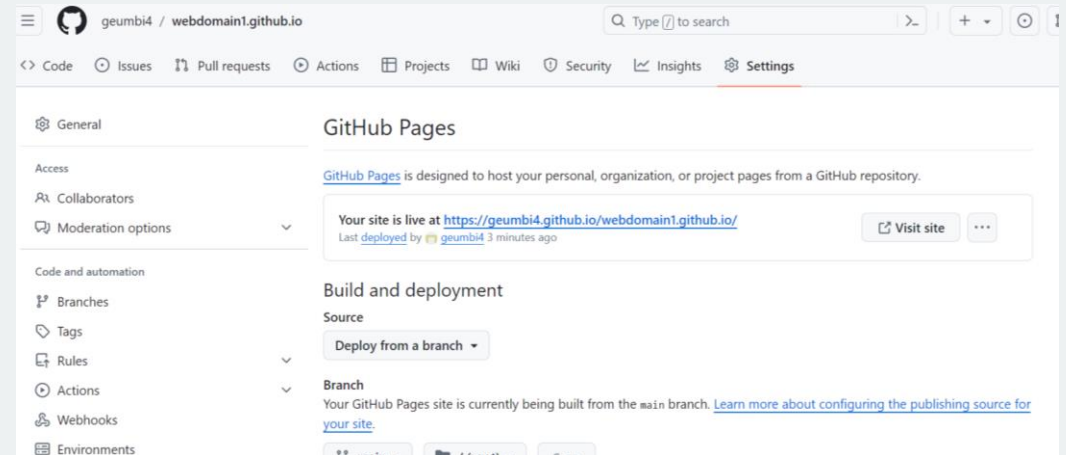 geumbi4 / webdomain1.github.io
Type / to search
Code Issues Pull requests Actions Projects Wiki Security Insights Settings
General
Access
Collaborators
Moderation options
Code and automation
Branches
Tags
Rules
Actions
Webhooks
Environments
GitHub Pages
GitHub Pages is designed to host your personal, organization, or project pages from a GitHub repository.
Your site is live at https://geumbi4.github.io/webdomain1.github.io/
Last deployed by geumbi4 3 minutes ago
Visit site
Build and deployment
Source
Deploy from a branch
Branch
Your GitHub Pages site is currently being built from the main branch. Learn more about configuring the publishing source for
your site.